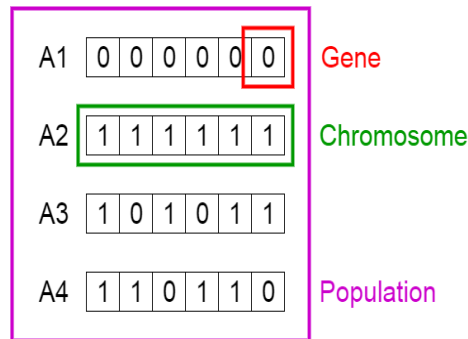 A1 0 0 0 0 0 0 Gene
A2 1 1 1 1 1 1 Chromosome
A3 1 0 1 0 1 1
A4 1 1 0 1 1 0 Population